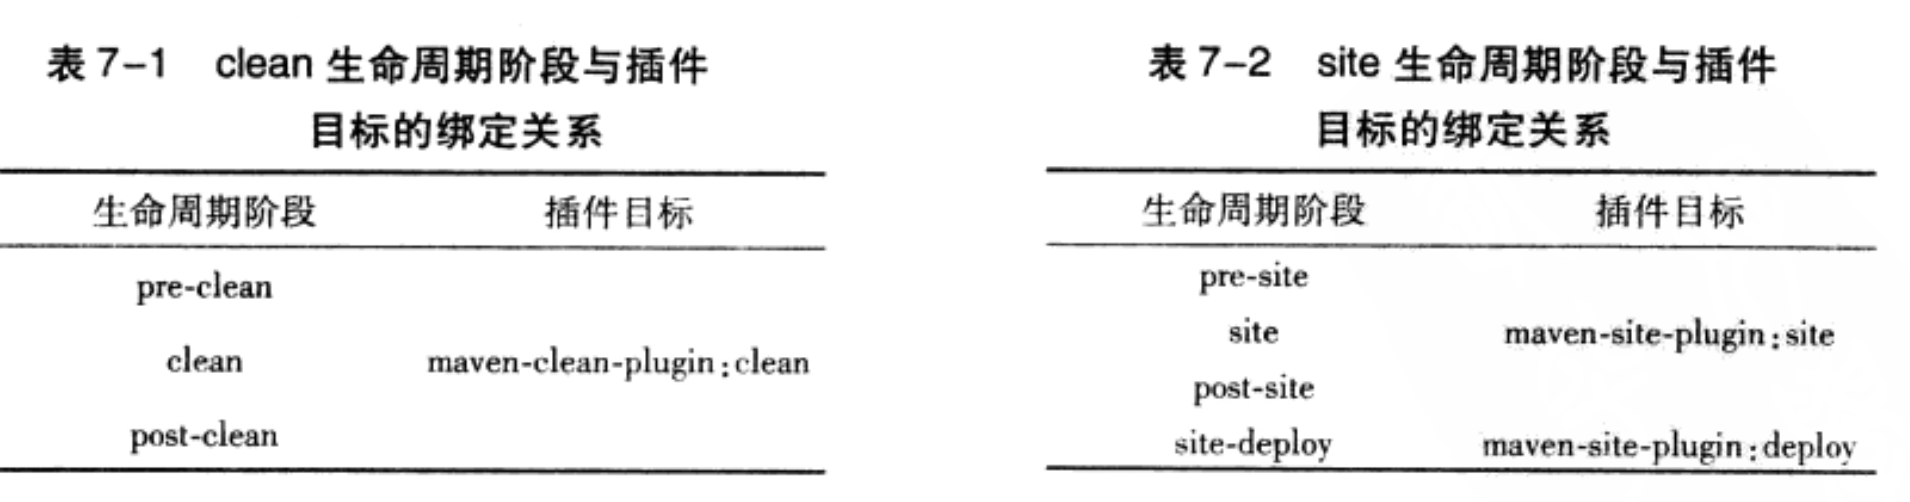 表 7-1 clean 生命周期阶段与插件
目标的绑定关系
生命周期阶段 插件目标
pre-clean
clean maven-clean-plugin:clean
post-clean
表 7-2 site 生命周期阶段与插件
目标的绑定关系
生命周期阶段 插件目标
pre-site
site maven-site-plugin:site
post-site
site-deploy maven-site-plugin:deploy